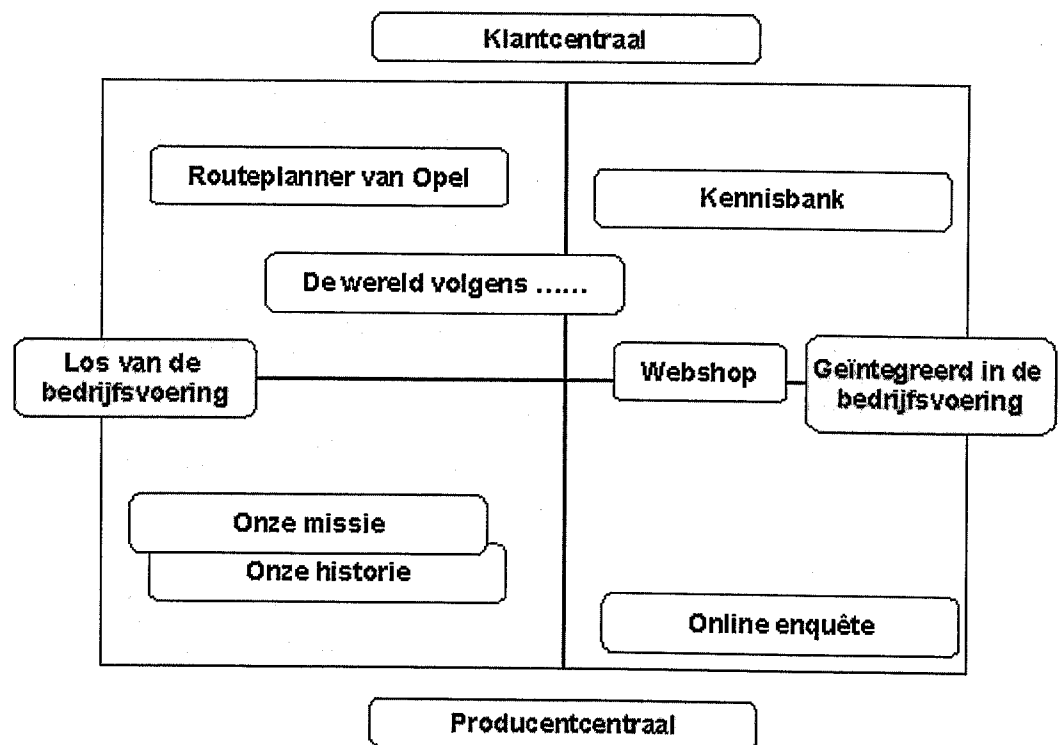 Klantcentraal
Routeplanner van Opel
Kennisbank
De wereld volgens ......
Los van de
bedrijfsvoering
Webshop
Geïntegreerd in de
bedrijfsvoering
Onze missie
Onze historie
Online enquête
Producentcentraal